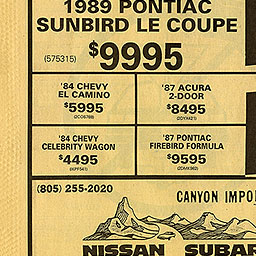 1989 PONTIAC
SUNBIRD LE COUPE
(575315) $9995
'84 CHEVY
EL CAMINO
$5995
'87 ACURA
2-DOOR
$8495
'84 CHEVY
CELEBRITY WAGON
$4495
'87 PONTIAC
FIREBIRD FORMULA
$9595
(805) 255-2020
CANYON IMPO
NISSAN SUBAR